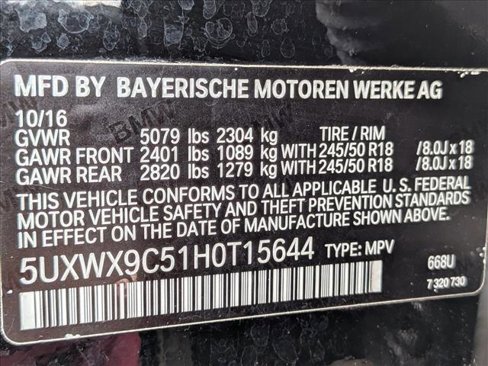 MFD BY BAYERISCHE MOTOREN WERKE AG
10/16
GVWR 5079 lbs 2304 kg TIRE / RIM
GAWR FRONT 2401 lbs 1089 kg WITH 245/50 R18 /8.0J x 18
GAWR REAR 2820 lbs 1279 kg WITH 245/50 R18 /8.0J x 18
THIS VEHICLE CONFORMS TO ALL APPLICABLE U.S. FEDERAL
MOTOR VEHICLE SAFETY AND THEFT PREVENTION STANDARDS
IN EFFECT ON THE DATE OF MANUFACTURE SHOWN ABOVE.
5UXWX9C51H0T15644 TYPE: MPV
668U
7 320 730